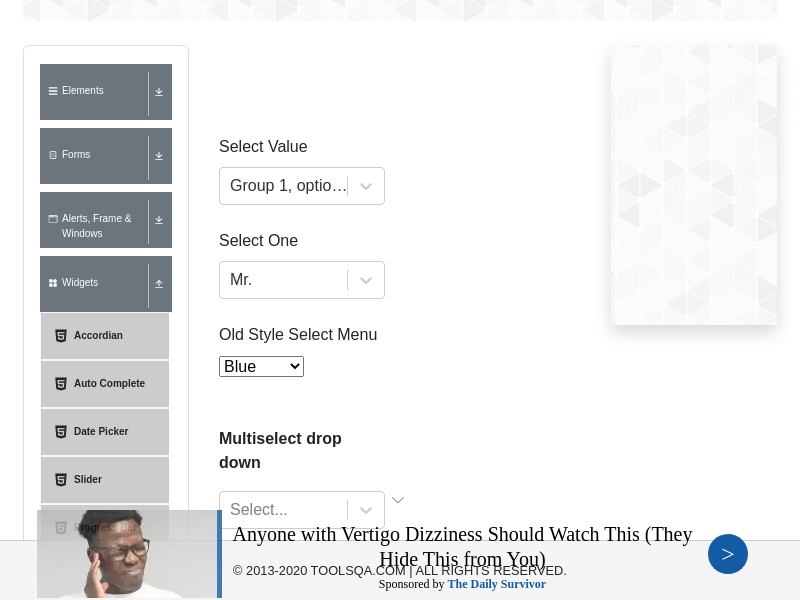 Elements
Forms
Alerts, Frame &
Windows
Widgets
Accordian
Auto Complete
Date Picker
Slider
Progress Bar
Select Value
Group 1, optio...
Select One
Mr.
Old Style Select Menu
Blue
Multiselect drop
down
Select...
Anyone with Vertigo Dizziness Should Watch This (They
Hide This from You)
© 2013-2020 TOOLSQA.COM | ALL RIGHTS RESERVED.
Sponsored by The Daily Survivor
>